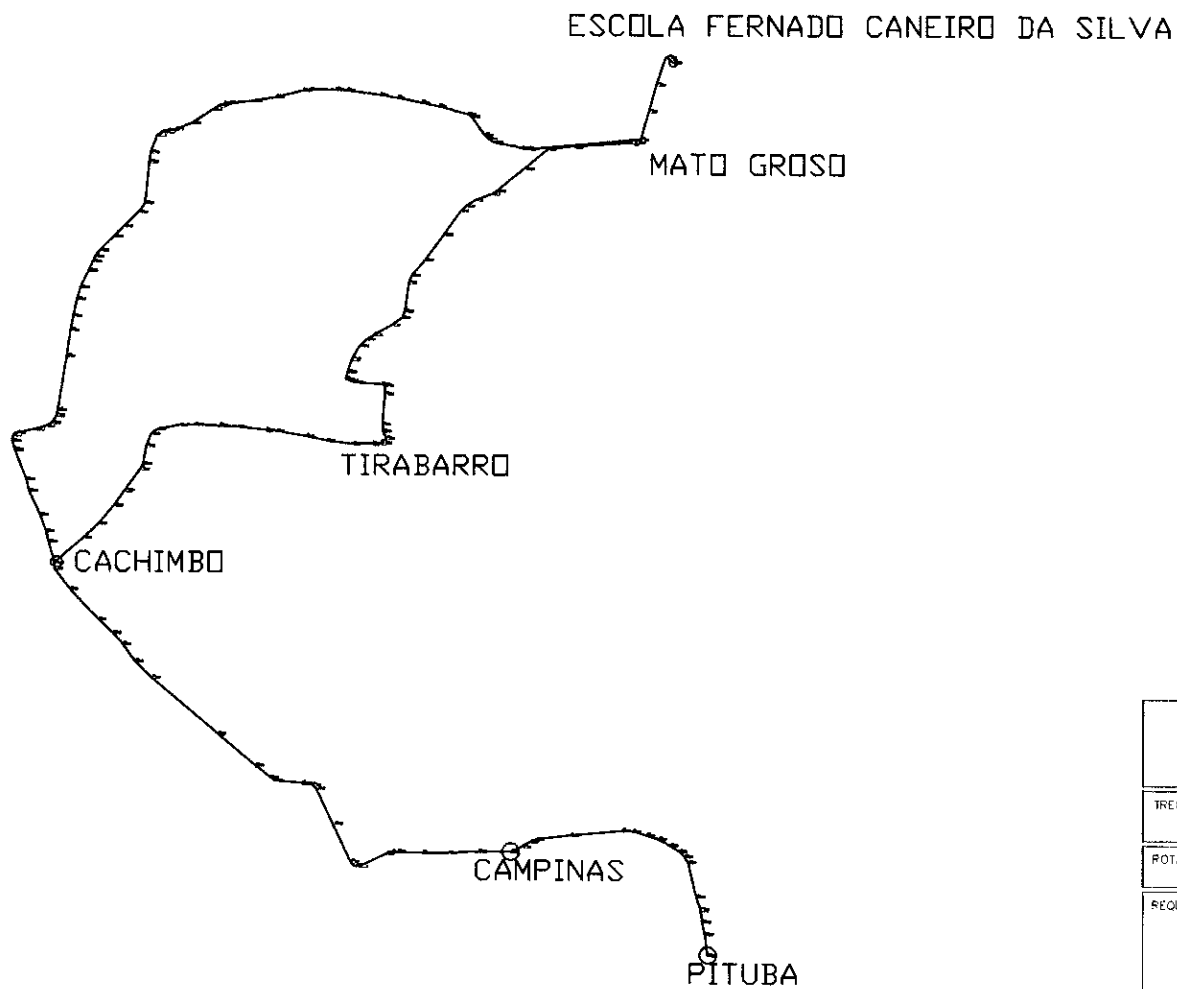 ESCOLA FERNADO CANEIRO DA SILVA
MATO GROSO
TIRABARRO
CACHIMBO
CAMPINAS
PITUBA